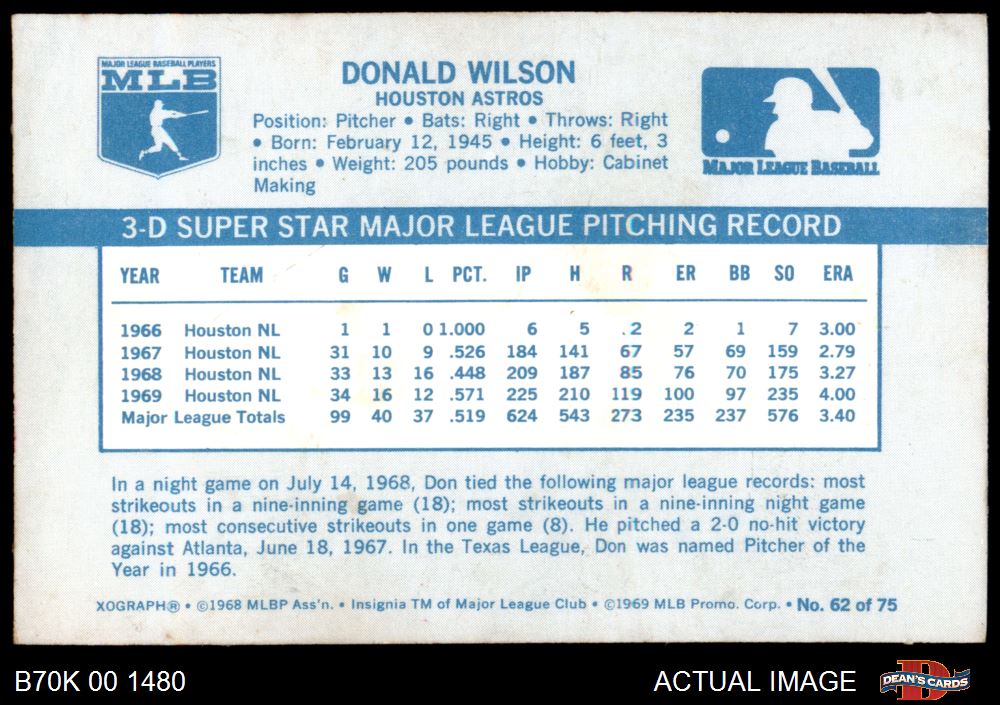 MAJOR LEAGUE BASEBALL PLAYERS
MLB
DONALD WILSON
HOUSTON ASTROS
Position: Pitcher • Bats: Right • Throws: Right
• Born: February 12, 1945 • Height: 6 feet, 3
inches • Weight: 205 pounds • Hobby: Cabinet
Making
MAJOR LEAGUE BASEBALL
3-D SUPER STAR MAJOR LEAGUE PITCHING RECORD
YEAR TEAM G W L PCT. IP H R ER BB SO ERA
1966 Houston NL 1 1 0 1.000 6 5 2 2 1 7 3.00
1967 Houston NL 31 10 9 .526 184 141 67 57 69 159 2.79
1968 Houston NL 33 13 16 .448 209 187 85 76 70 175 3.27
1969 Houston NL 34 16 12 .571 225 210 119 100 97 235 4.00
Major League Totals 99 40 37 .519 624 543 273 235 237 576 3.40
In a night game on July 14, 1968, Don tied the following major league records: most
strikeouts in a nine-inning game (18); most strikeouts in a nine-inning night game
(18); most consecutive strikeouts in one game (8). He pitched a 2-0 no-hit victory
against Atlanta, June 18, 1967. In the Texas League, Don was named Pitcher of the
Year in 1966.
XOGRAPH® • ©1968 MLBP Ass'n. • Insignia TM of Major League Club • ©1969 MLB Promo. Corp. • No. 62 of 75
B70K 00 1480
ACTUAL IMAGE
DEAN'S CARDS